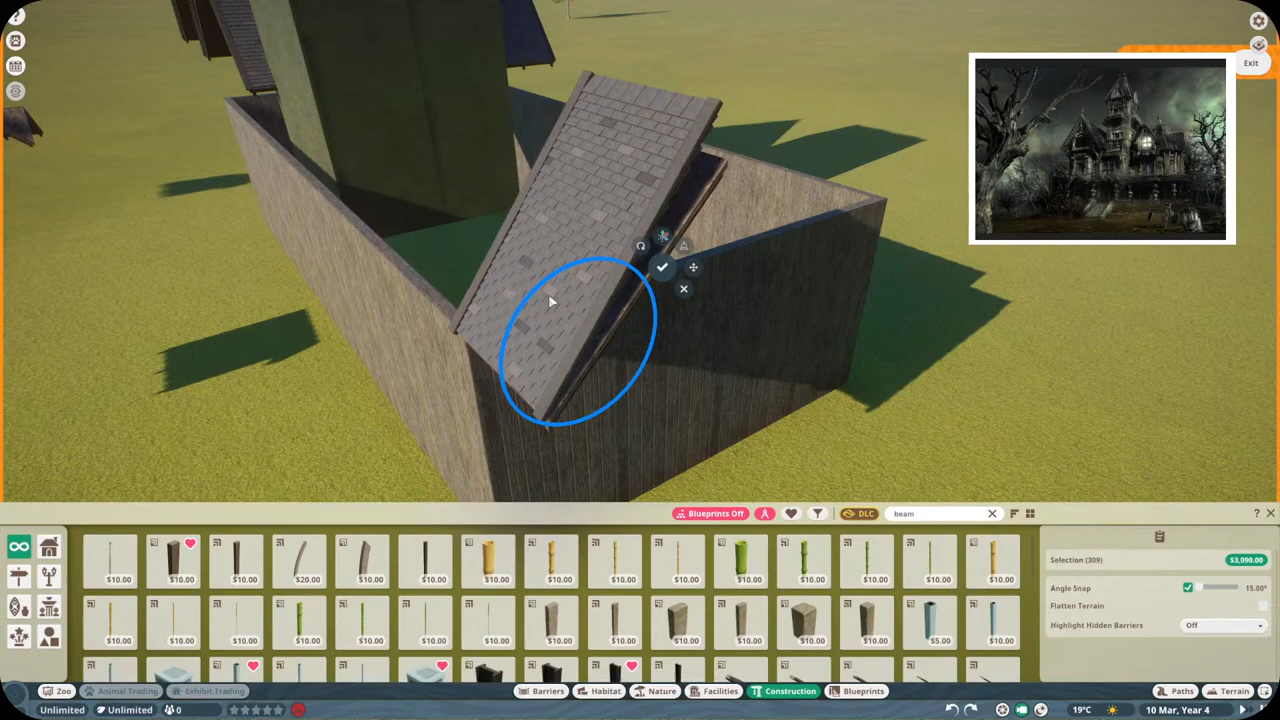 Exit
Blueprints Off
DLC
beam
?
$10.00 $10.00 $10.00 $20.00 $10.00 $10.00 $10.00 $10.00 $10.00 $10.00 $10.00 $10.00 $10.00 $10.00 $10.00
$10.00 $10.00 $10.00 $10.00 $10.00 $10.00 $10.00 $10.00 $10.00 $10.00 $10.00 $10.00 $10.00 $5.00 $10.00
Selection (309) $3,090.00
Angle Snap 15.00°
Flatten Terrain
Highlight Hidden Barriers Off
Zoo Animal Trading Exhibit Trading Barriers Habitat Nature Facilities Construction Blueprints Paths Terrain
Unlimited Unlimited 0 19°C 10 Mar, Year 4